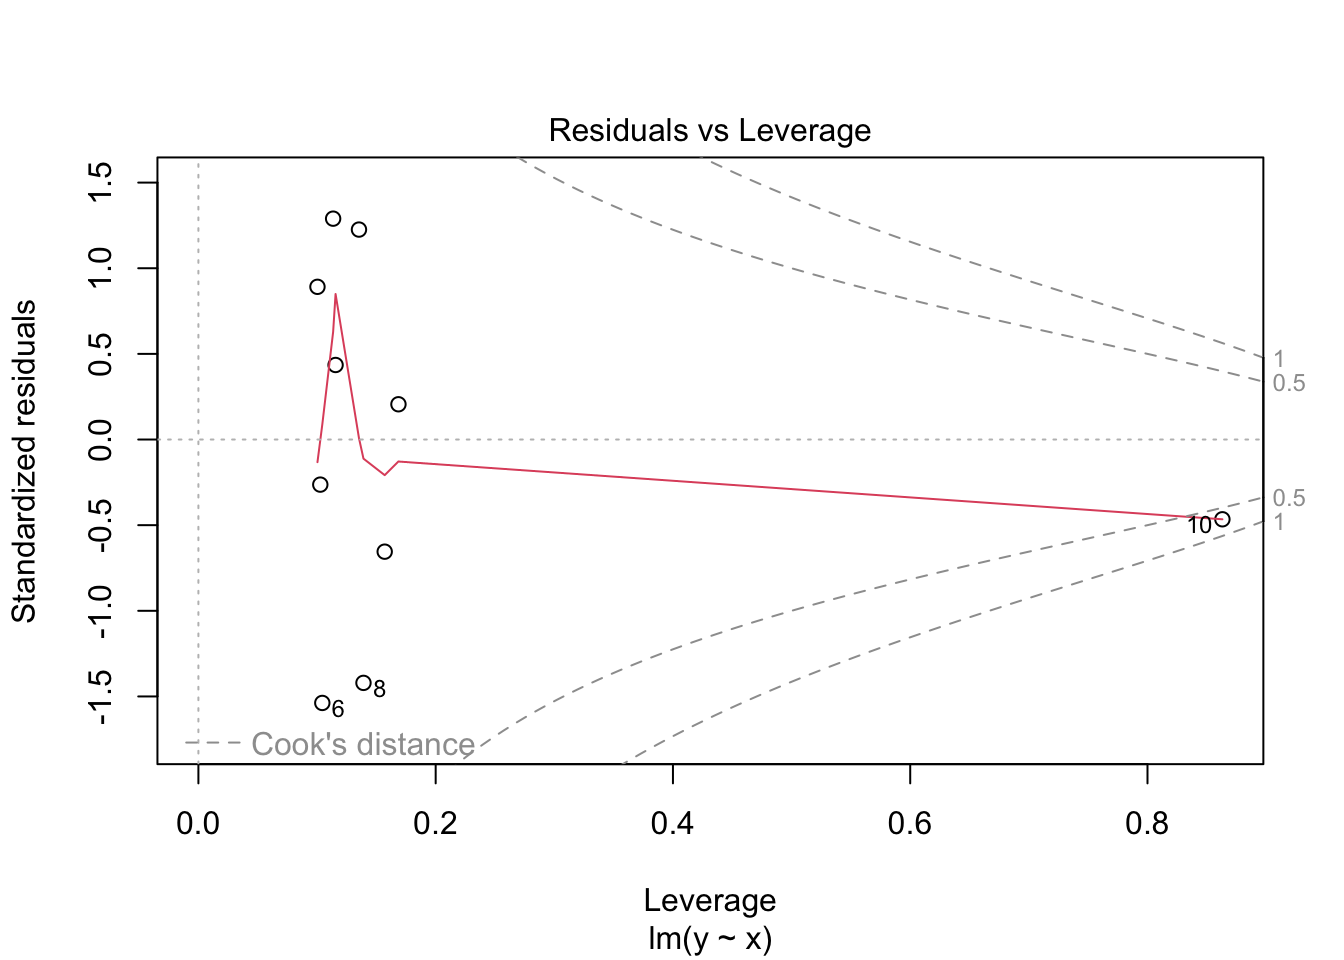 Residuals vs Leverage
Standardized residuals
1.5
1.0
0.5
0.0
-0.5
-1.0
-1.5
1
0.5
0.5
1
10
8
6
Cook's distance
0.0 0.2 0.4 0.6 0.8
Leverage
lm(y ~ x)